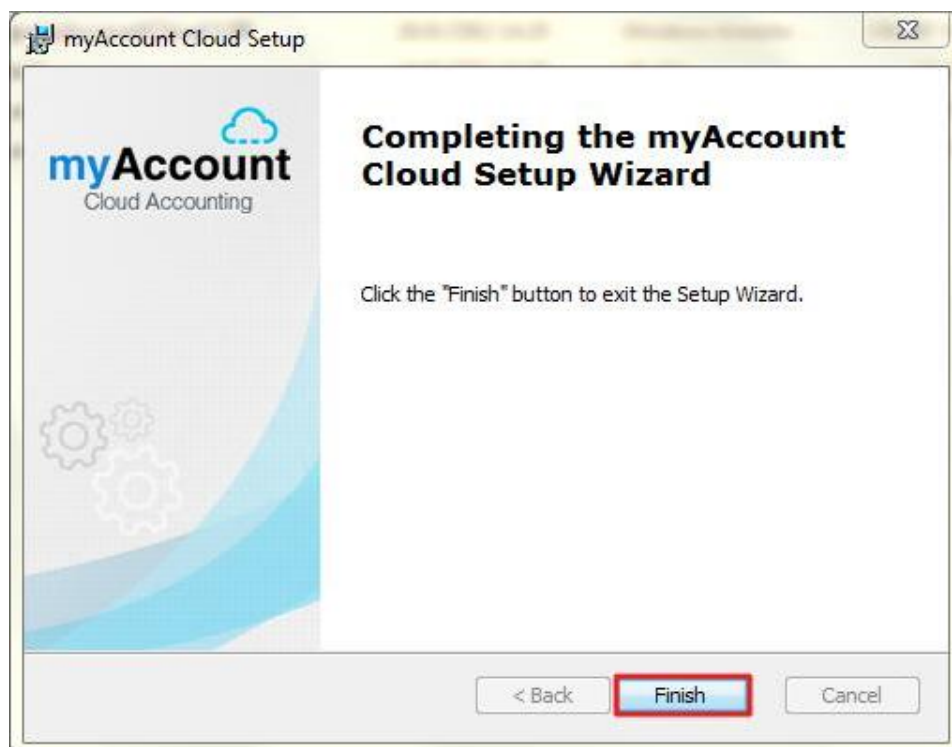 myAccount Cloud Setup
myAccount
Cloud Accounting
Completing the myAccount
Cloud Setup Wizard
Click the "Finish" button to exit the Setup Wizard.
< Back
Finish
Cancel